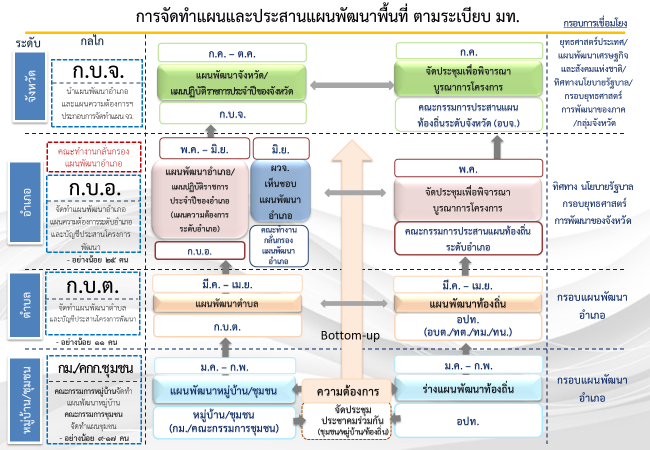 การจัดทำแผนและประสานแผนพัฒนาพื้นที่ ตามระเบียบ มท.
ระดับ
กลไก
กรอบการเชื่อมโยง
จังหวัด
ก.บ.จ.
นำแผนพัฒนาอำเภอ
และแผนความต้องการฯ
ประกอบการจัดทำแผน จว.
ก.ค. – ต.ค.
แผนพัฒนาจังหวัด/
แผนปฏิบัติราชการประจำปีของจังหวัด
ก.บ.จ.
ก.ค.
จัดประชุมเพื่อพิจารณา
บูรณาการโครงการ
คณะกรรมการประสานแผน
ท้องถิ่นระดับจังหวัด (อบจ.)
ยุทธศาสตร์ประเทศ/
แผนพัฒนาเศรษฐกิจ
และสังคมแห่งชาติ/
ทิศทางนโยบายรัฐบาล/
กรอบยุทธศาสตร์
การพัฒนาของภาค
/กลุ่มจังหวัด
อำเภอ
คณะทำงานกลั่นกรอง
แผนพัฒนาอำเภอ
ก.บ.อ.
จัดทำแผนพัฒนาอำเภอ
แผนความต้องการระดับอำเภอ
และบัญชีประสานโครงการ
พัฒนา
- อย่างน้อย ๒๕ คน
พ.ค. – มิ.ย.
แผนพัฒนาอำเภอ/
แผนปฏิบัติราชการ
ประจำปีของอำเภอ
(แผนความต้องการ
ระดับอำเภอ)
ก.บ.อ.
มิ.ย.
ผวจ.
เห็นชอบ
แผนพัฒนา
อำเภอ
คณะทำงาน
กลั่นกรอง
แผนพัฒนา
อำเภอ
พ.ค.
จัดประชุมเพื่อพิจารณา
บูรณาการโครงการ
คณะกรรมการประสานแผนท้องถิ่น
ระดับอำเภอ
ทิศทาง นโยบายรัฐบาล
กรอบยุทธศาสตร์
การพัฒนาของจังหวัด
ตำบล
ก.บ.ต.
จัดทำแผนพัฒนาตำบล
และบัญชีประสานโครงการพัฒนา
- อย่างน้อย ๑๑ คน
มี.ค. – เม.ย.
แผนพัฒนาตำบล
ก.บ.ต.
Bottom-up
มี.ค. – เม.ย.
แผนพัฒนาท้องถิ่น
อปท.
(อบต./ทต./ทม./ทน.)
กรอบแผนพัฒนา
อำเภอ
หมู่บ้าน/ชุมชน
กม/คกก.ชุมชน
คณะกรรมการหมู่บ้านจัดทำ
แผนพัฒนาหมู่บ้าน
คณะกรรมการชุมชน
จัดทำแผนชุมชน
- อย่างน้อย ๙-๑๗ คน
ม.ค. – ก.พ.
แผนพัฒนาหมู่บ้าน/ชุมชน
หมู่บ้าน/ชุมชน
(กม./คณะกรรมการชุมชน)
ความต้องการ
จัดประชุม
ประชาคมร่วมกัน
(ชุมชน/หมู่บ้าน/ท้องถิ่น)
ม.ค. – ก.พ.
ร่างแผนพัฒนาท้องถิ่น
อปท.
กรอบแผนพัฒนา
อำเภอ